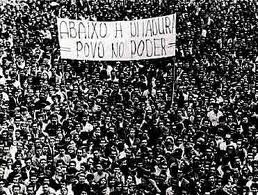 ABAIXO A DITADURA
= POVO NO PODER =